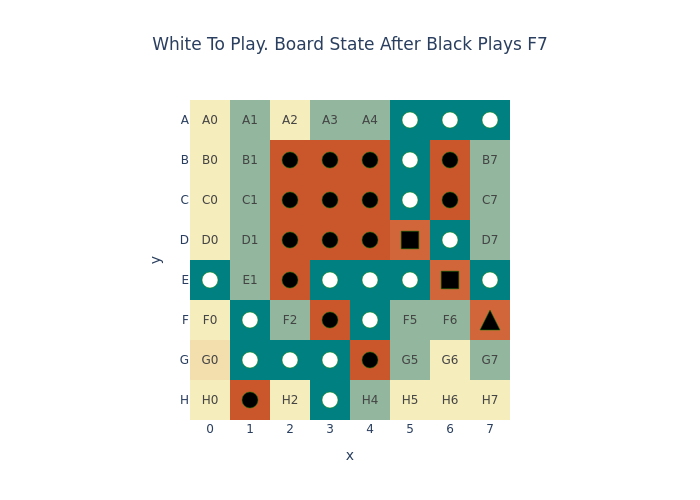 White To Play. Board State After Black Plays F7
A A0 A1 A2 A3 A4
B B0 B1 B7
C C0 C1 C7
D D0 D1 D7
E E1
F F0 F2 F5 F6
G G0 G5 G6 G7
H H0 H2 H4 H5 H6 H7
0 1 2 3 4 5 6 7
x
y